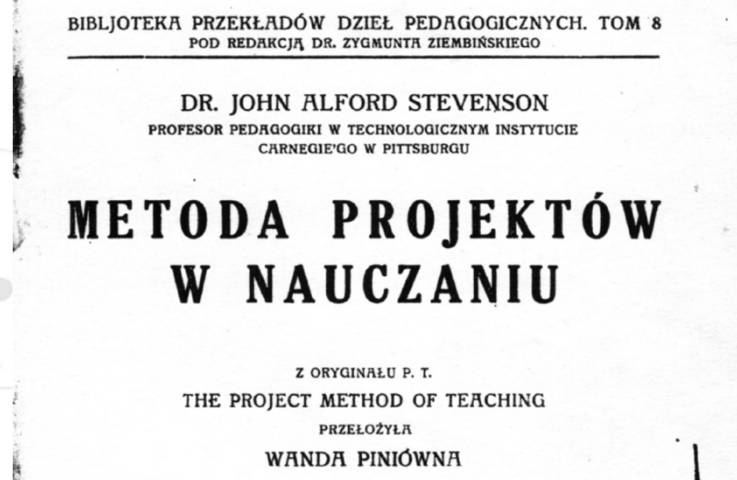 BIBLJOTEKA PRZEKŁADÓW DZIEŁ PEDAGOGICZNYCH. TOM 8
POD REDAKCJĄ DR. ZYGMUNTA ZIEMBIŃSKIEGO
DR. JOHN ALFORD STEVENSON
PROFESOR PEDAGOGIKI W TECHNOLOGICZNYM INSTYTUCIE
CARNEGIE'GO W PITTSBURGU
METODA PROJEKTÓW
W NAUCZANIU
Z ORYGINAŁU P. T.
THE PROJECT METHOD OF TEACHING
PRZEŁOŻYŁA
WANDA PINIÓWNA